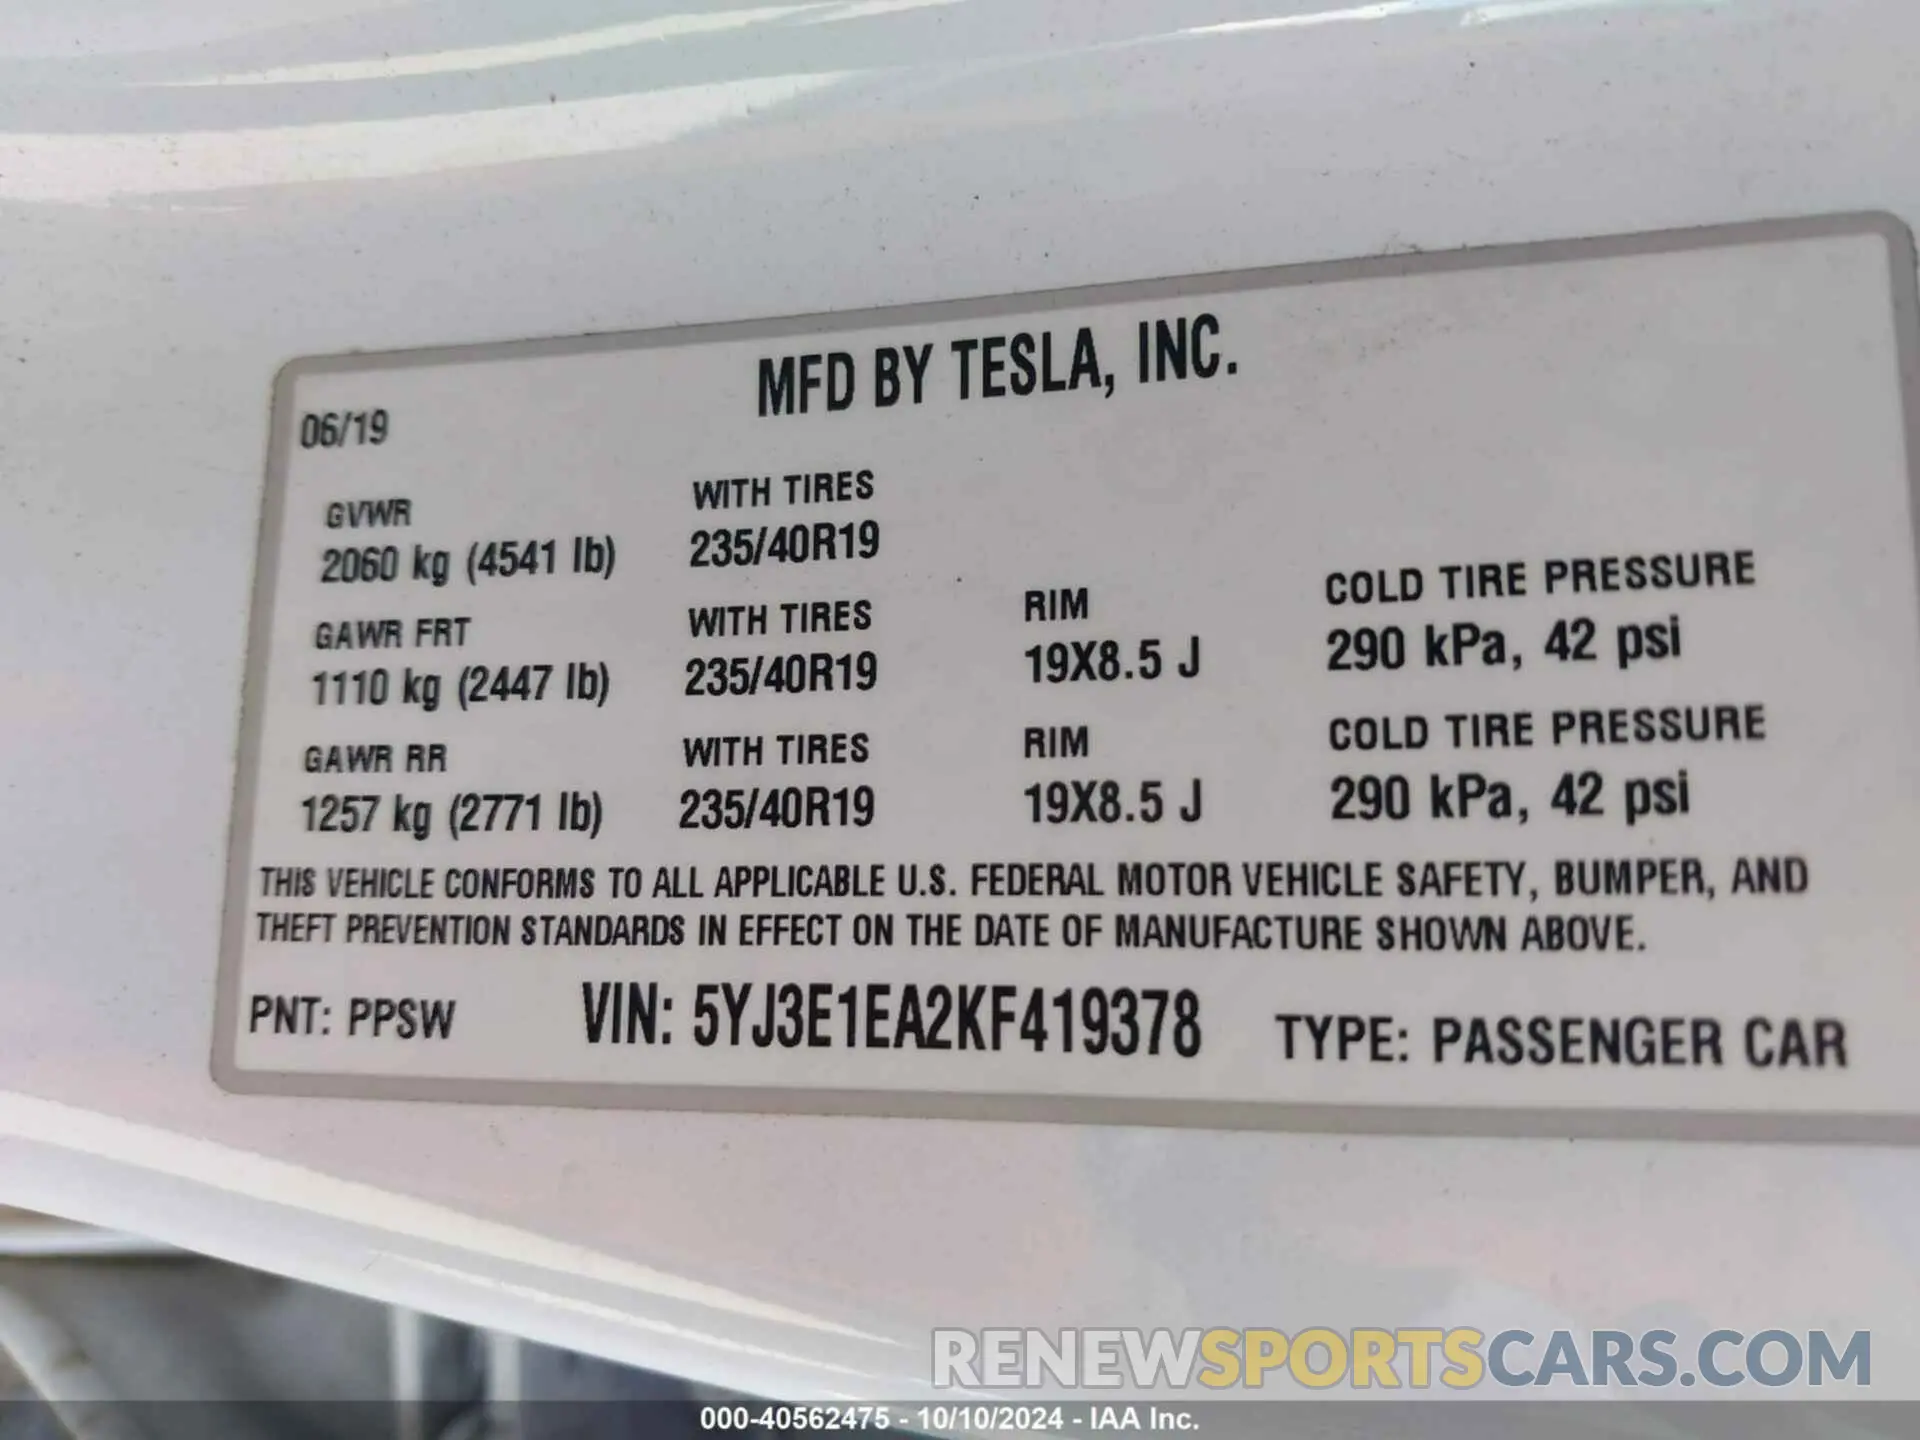 MFD BY TESLA, INC.
06/19
GVWR WITH TIRES
2060 kg (4541 lb) 235/40R19
GAWR FRT WITH TIRES RIM COLD TIRE PRESSURE
1110 kg (2447 lb) 235/40R19 19X8.5 J 290 kPa, 42 psi
GAWR RR WITH TIRES RIM COLD TIRE PRESSURE
1257 kg (2771 lb) 235/40R19 19X8.5 J 290 kPa, 42 psi
THIS VEHICLE CONFORMS TO ALL APPLICABLE U.S. FEDERAL MOTOR VEHICLE SAFETY, BUMPER, AND
THEFT PREVENTION STANDARDS IN EFFECT ON THE DATE OF MANUFACTURE SHOWN ABOVE.
PNT: PPSW VIN: 5YJ3E1EA2KF419378 TYPE: PASSENGER CAR
RENEWSPORTSCARS.COM
000-40562475 - 10/10/2024 - IAA Inc.